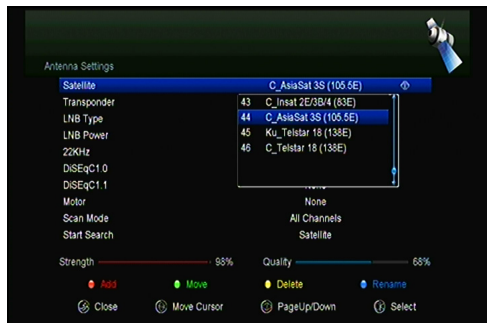 Antenna Settings
Satellite C_AsiaSat 3S (105.5E)
Transponder 43 C_Insat 2E/3B/4 (83E)
LNB Type 44 C_AsiaSat 3S (105.5E)
LNB Power 45 Ku_Telstar 18 (138E)
22KHz 46 C_Telstar 18 (138E)
DiSEqC1.0
DiSEqC1.1
Motor None
Scan Mode All Channels
Start Search Satellite
Strength 98% Quality 68%
Add Move Delete Rename
Close Move Cursor PageUp/Down Select